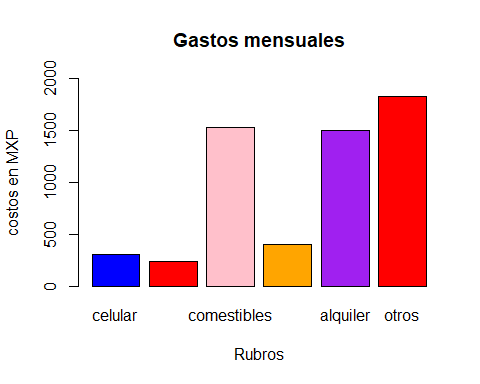 Gastos mensuales
costos en MXP
2000
1500
1000
500
0
celular comestibles alquiler otros
Rubros